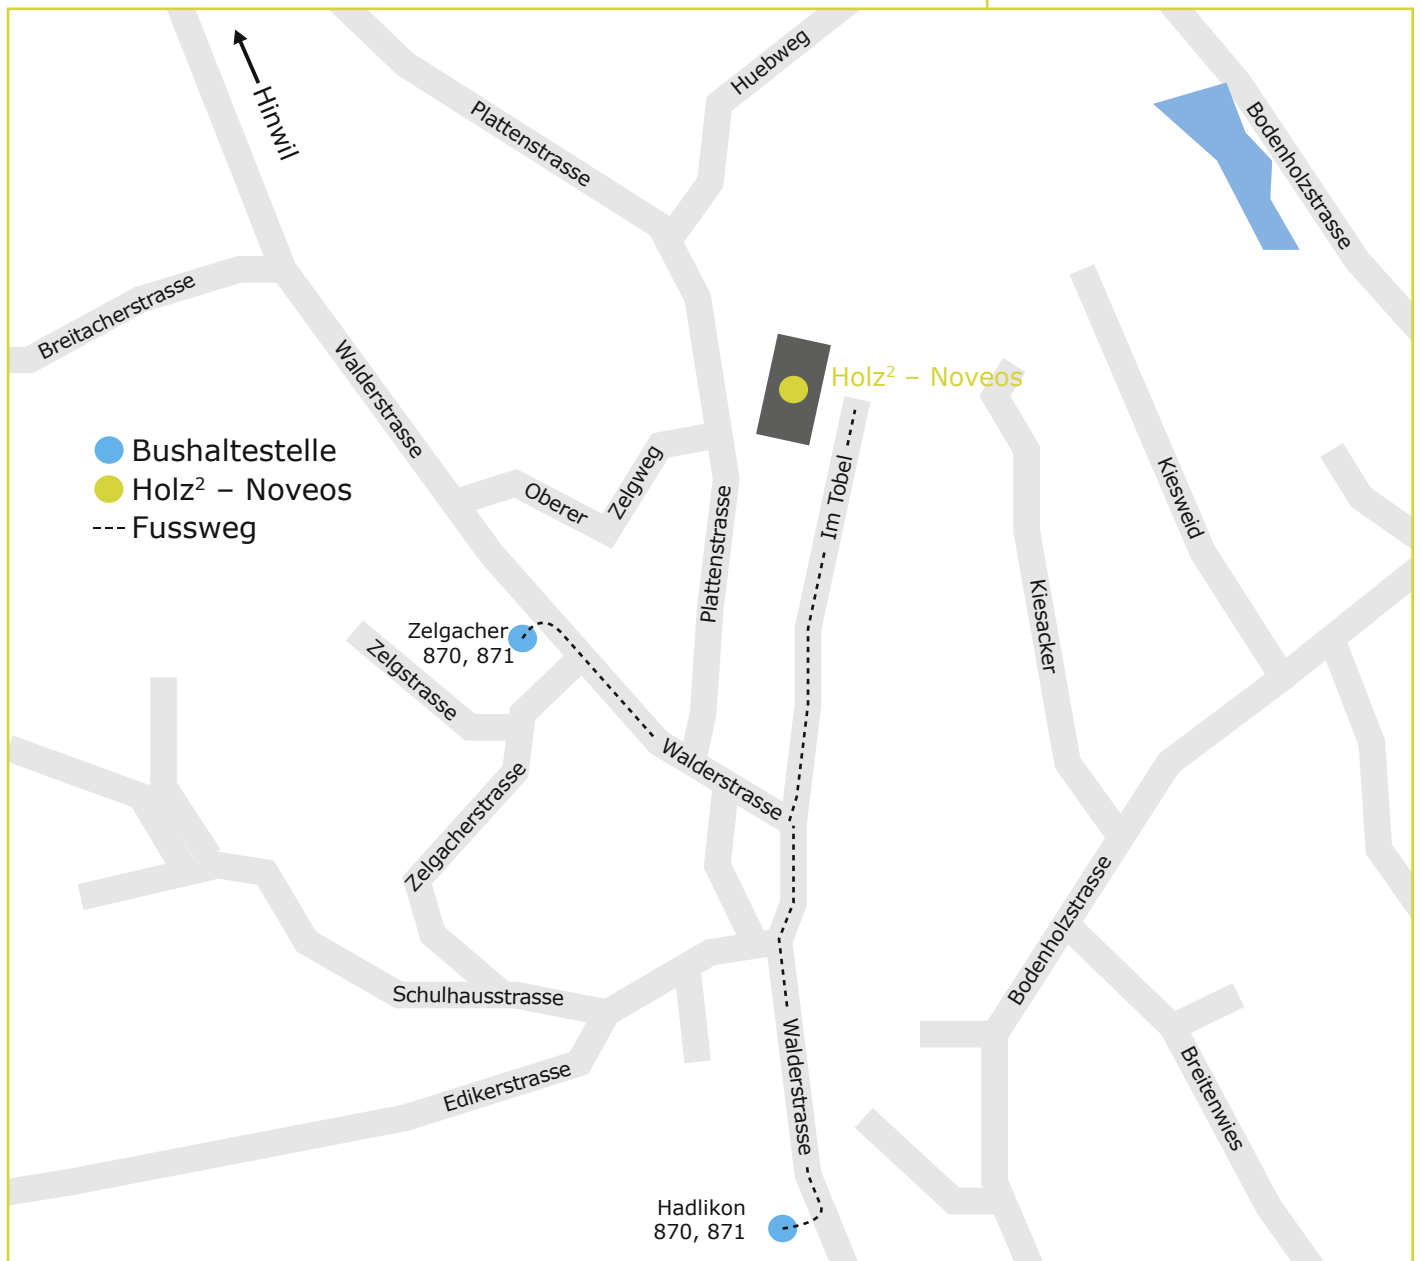 Huebweg
Hinwil
Plattenstrasse
Bodenholzstrasse
Breitacherstrasse
Walderstrasse
Holz² – Noveos
Bushaltestelle
Holz² – Noveos
Fussweg
Oberer
Zelgweg
Im Tobel
Kiesweid
Plattenstrasse
Kiesacker
Zelgacher
870, 871
Zelgstrasse
Walderstrasse
Zelgacherstrasse
Bodenholzstrasse
Schulhausstrasse
Edikerstrasse
Walderstrasse
Breitenwies
Hadlikon
870, 871